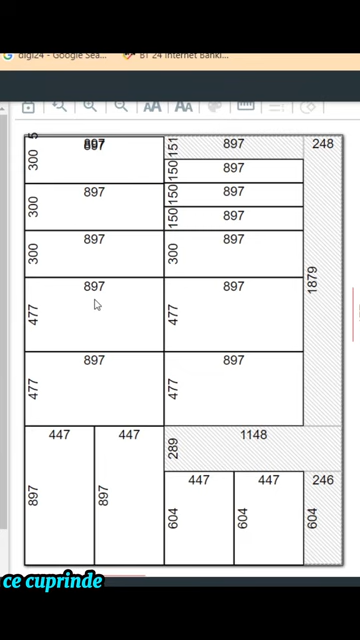 digi24 - Google Sea...
BT 24 Internet Banki...
AA AA
5 897 151 897 248
300
150 897
300 897 150 897
150 897
300 897 300 897
1879
477 897 477 897
477 897 477 897
447 447 289 1148
897 897
447 447 246
604 604 604
ce cuprinde